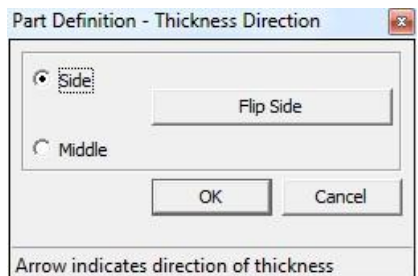 Part Definition - Thickness Direction
Side
Flip Side
Middle
OK Cancel
Arrow indicates direction of thickness